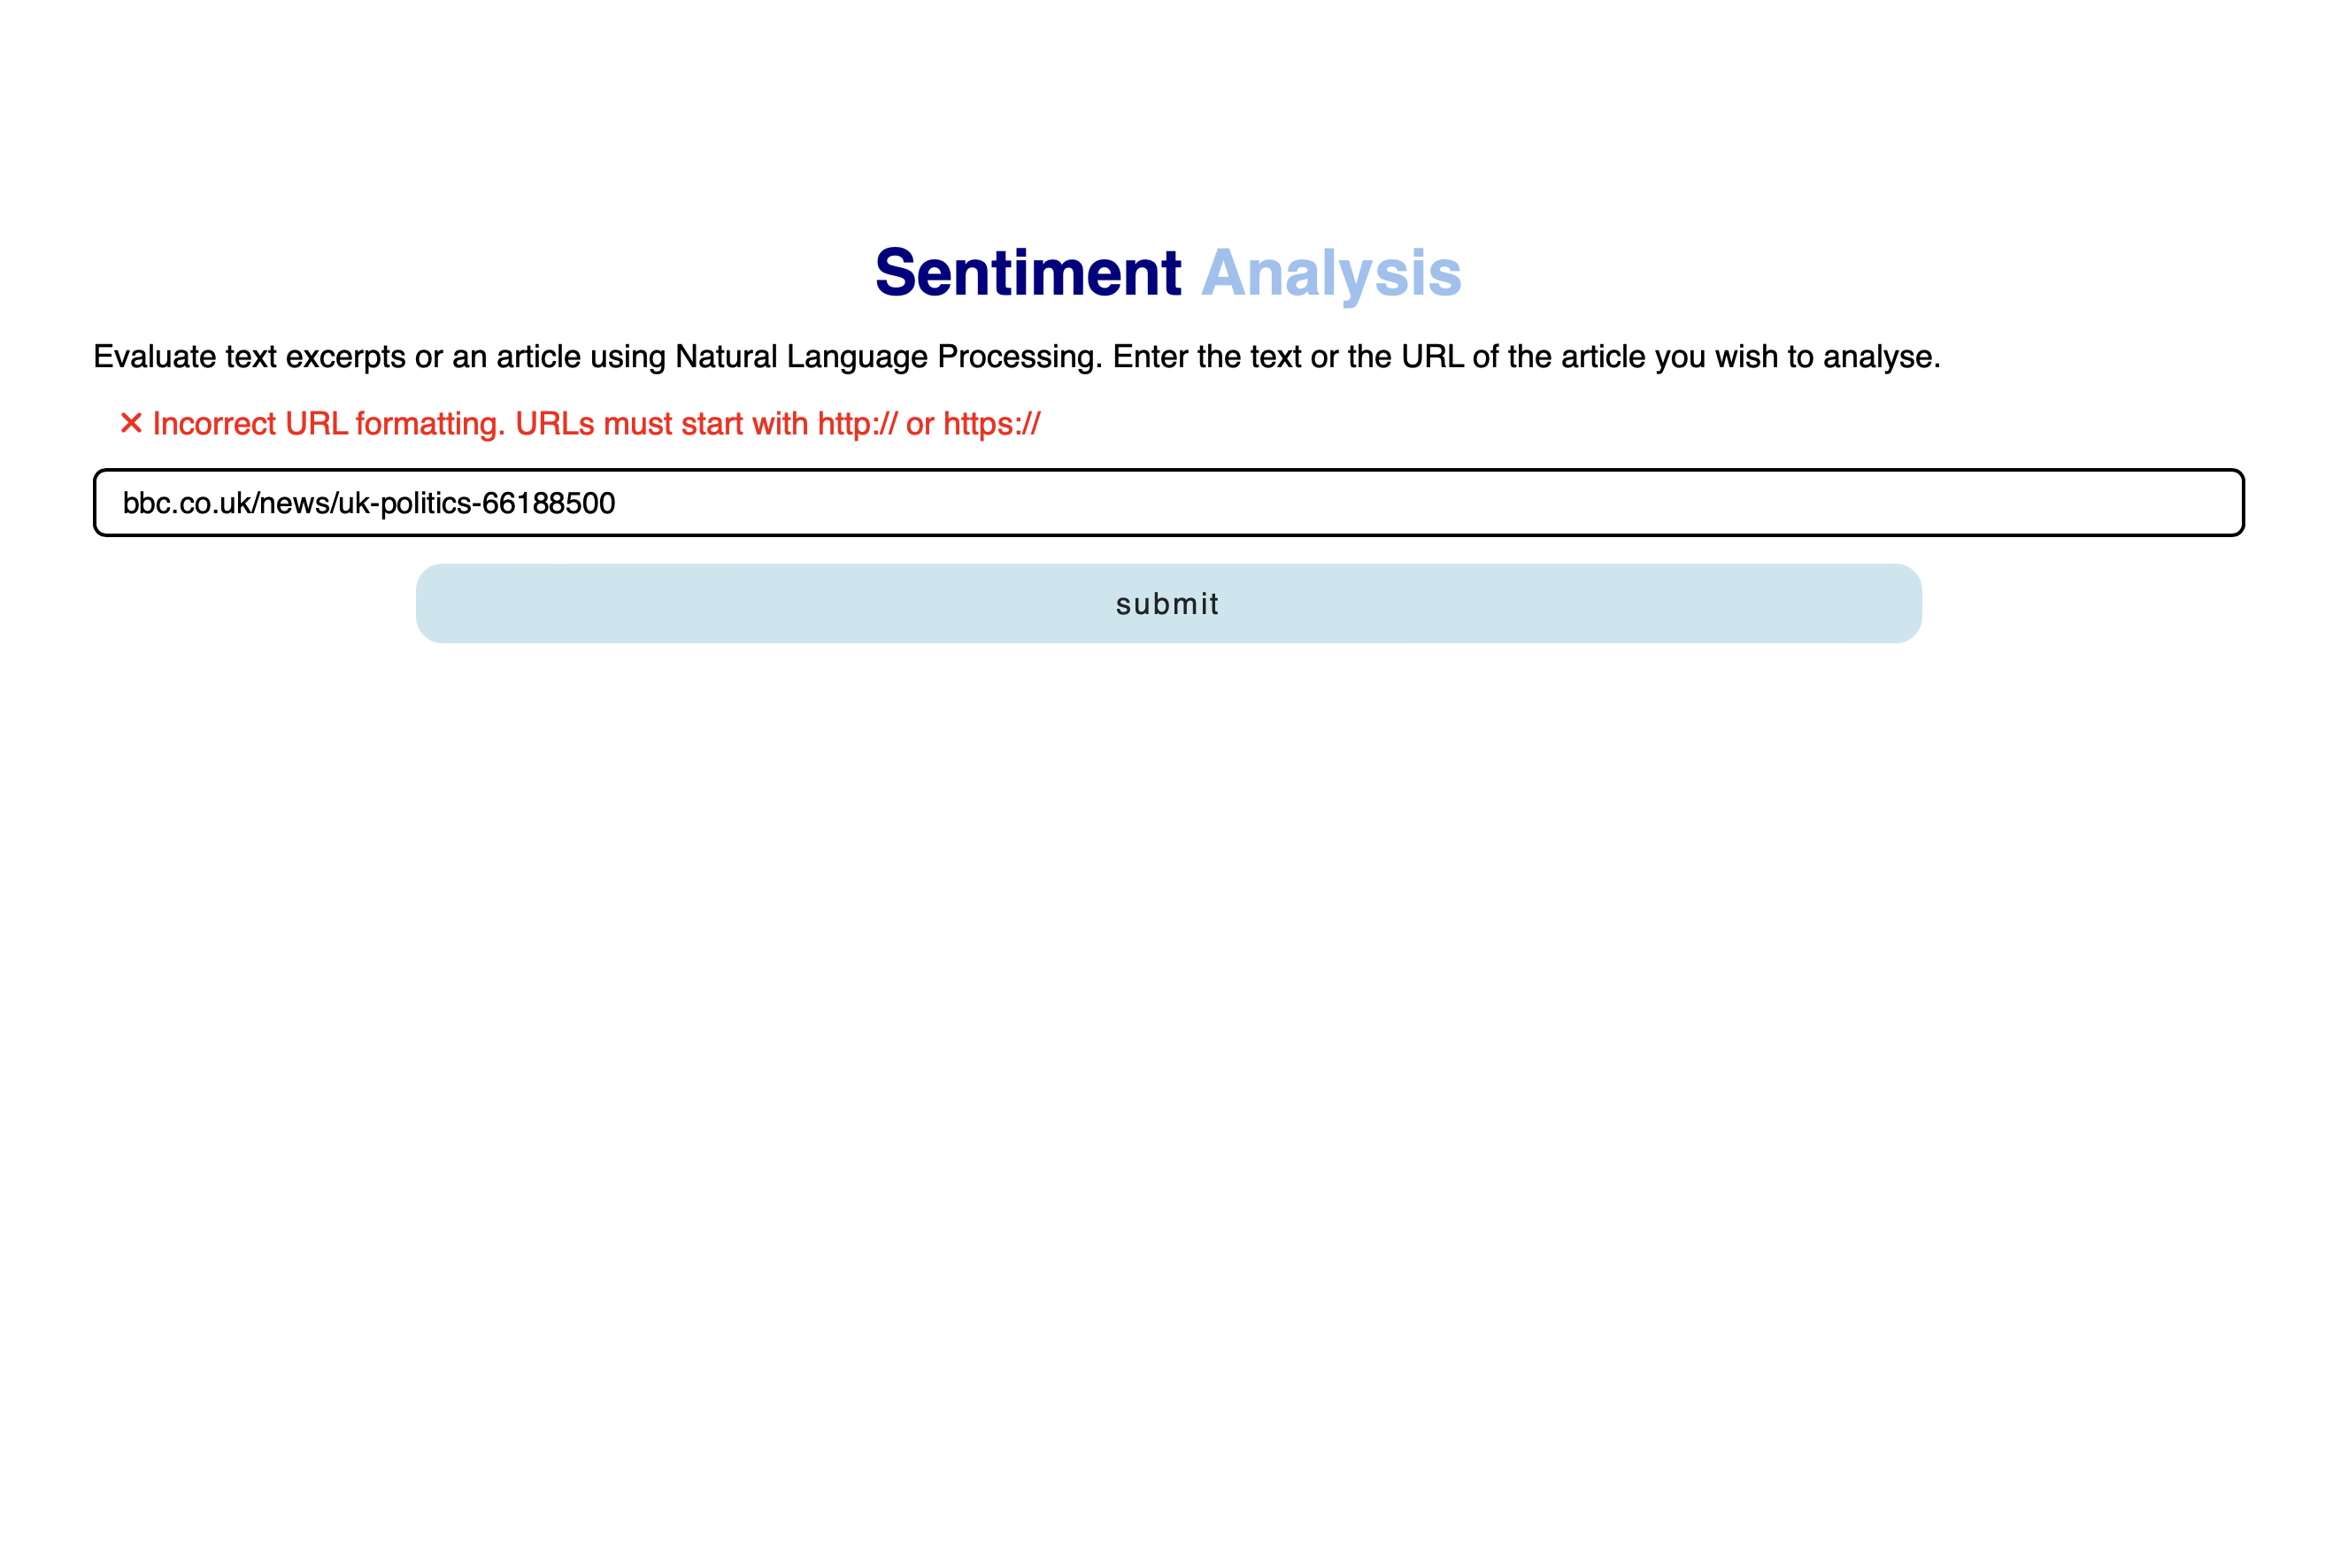 Sentiment Analysis
Evaluate text excerpts or an article using Natural Language Processing. Enter the text or the URL of the article you wish to analyse.
✕ Incorrect URL formatting. URLs must start with http:// or https://
bbc.co.uk/news/uk-politics-66188500
submit